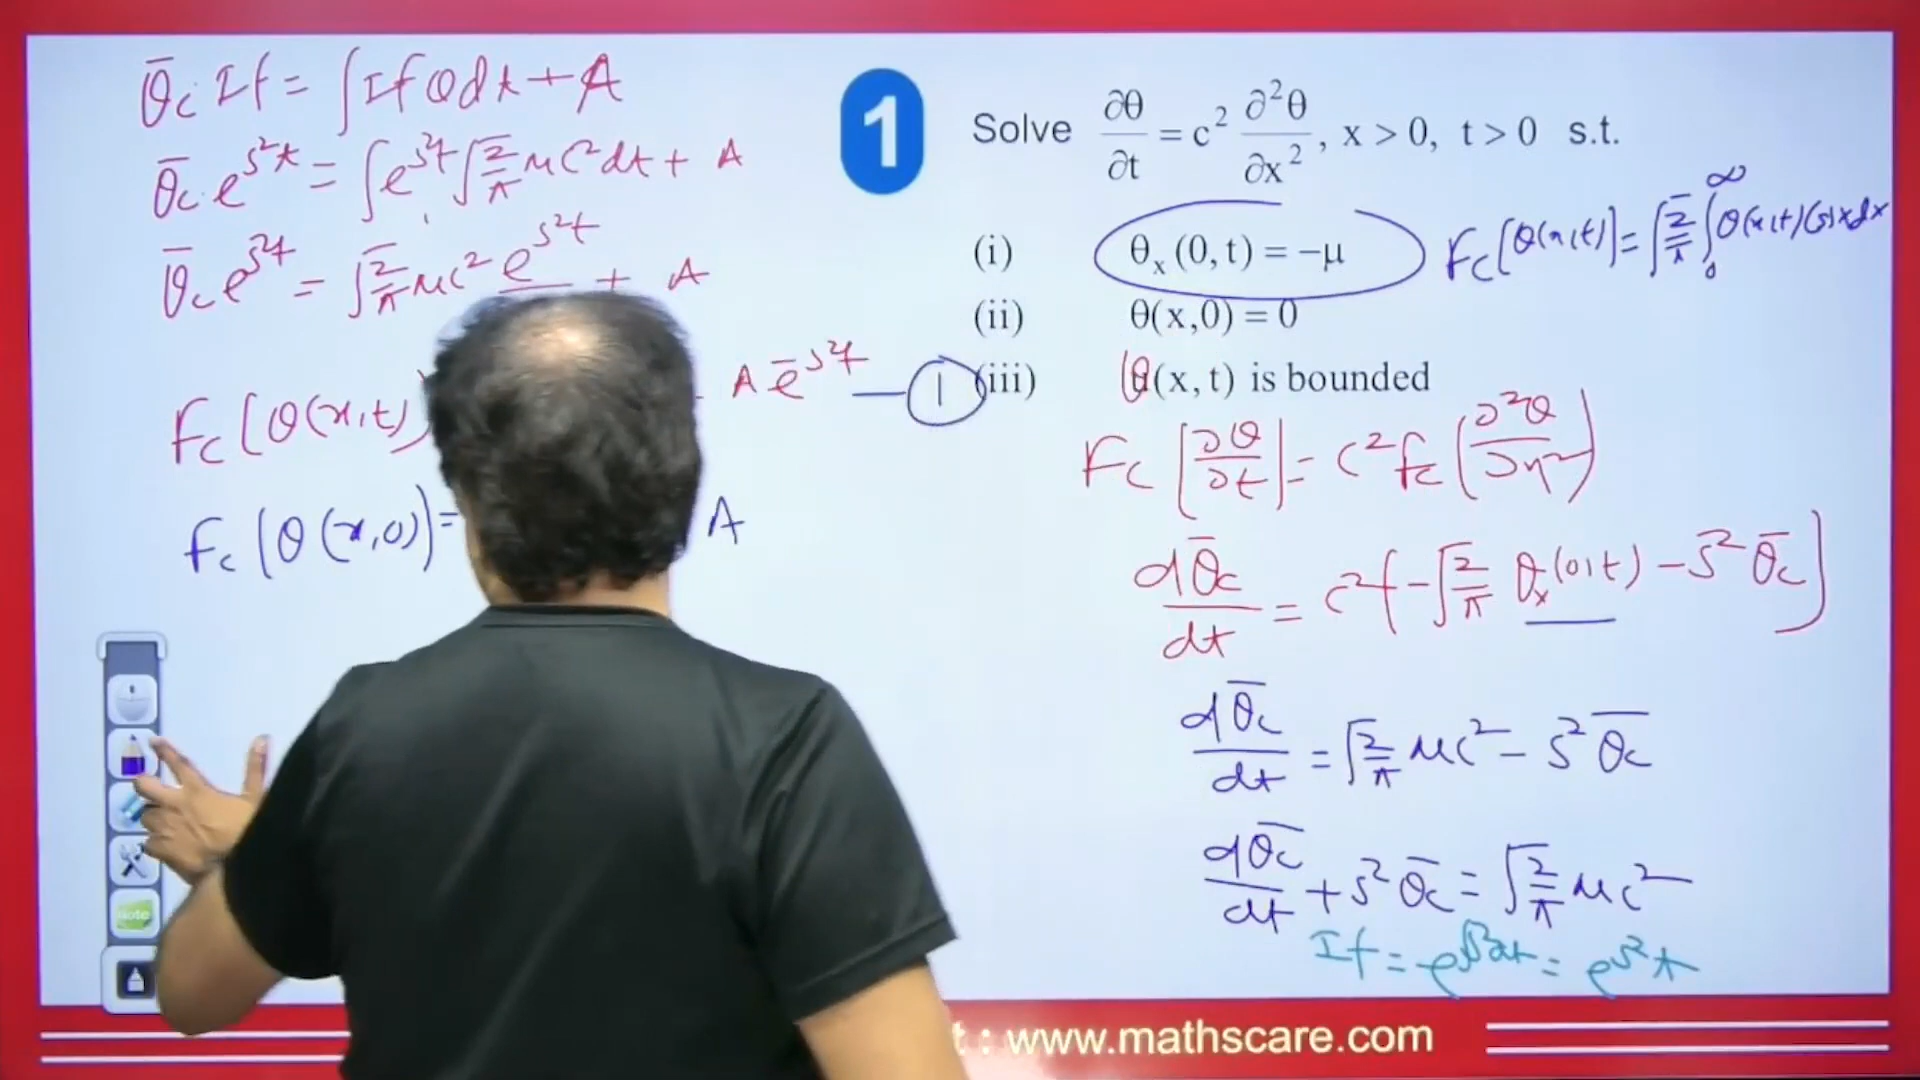 θ̄c If = ∫ If Q dt + A
θ̄c e^{s²t} = ∫ e^{s²t} √(2/π) μc² dt + A
θ̄c e^{s²t} = √(2/π) μc² e^{s²t} + A
Fc(θ(x,t) A e^{-s²t} — 1
Fc(θ(x,0)) = A
1
Solve ∂θ/∂t = c² ∂²θ/∂x², x > 0, t > 0 s.t.
(i) θx (0, t) = −μ
Fc[θ(x,t)] = √(2/π) ∫₀^∞ θ(x,t) Cos sx dx
(ii) θ(x,0) = 0
(iii) θ(x, t) is bounded
Fc[∂θ/∂t] = c² Fc(∂²θ/∂x²)
dθ̄c/dt = c²{−√(2/π) θx(0,t) − s² θ̄c}
dθ̄c/dt = √(2/π) μc² − s² θ̄c
dθ̄c/dt + s² θ̄c = √(2/π) μc²
If = e^{∫s²dt} = e^{s²t}
Note
t : www.mathscare.com